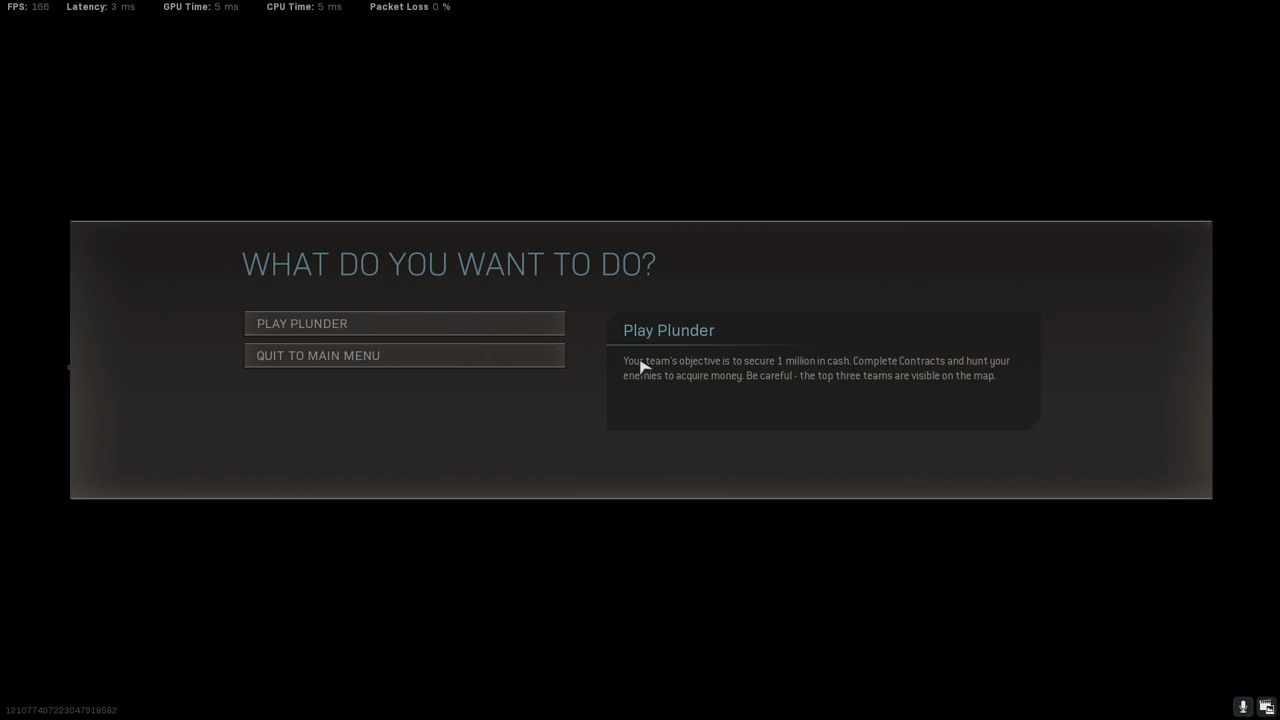 FPS: 166 Latency: 3 ms GPU Time: 5 ms CPU Time: 5 ms Packet Loss 0 %
WHAT DO YOU WANT TO DO?
PLAY PLUNDER
QUIT TO MAIN MENU
Play Plunder
Your team's objective is to secure 1 million in cash. Complete Contracts and hunt your
enemies to acquire money. Be careful - the top three teams are visible on the map.
121077407223047918582